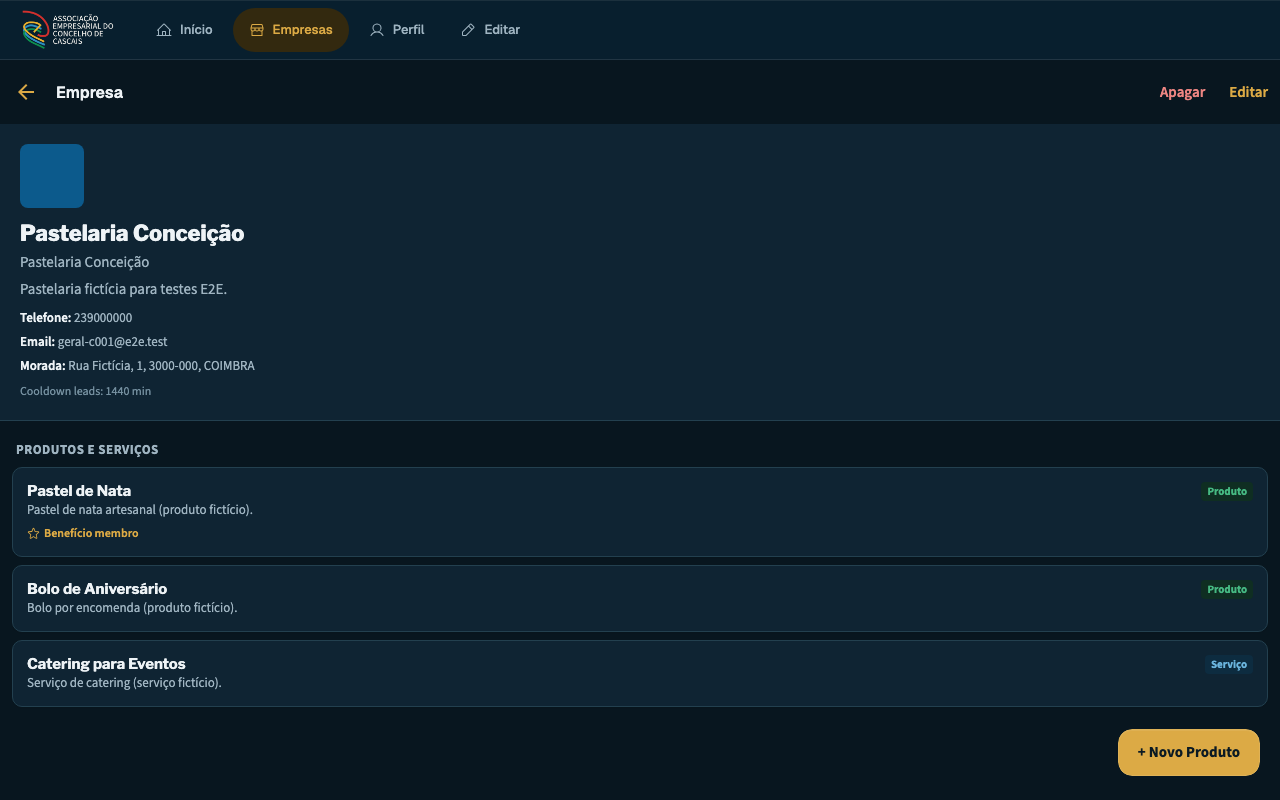 ASSOCIAÇÃO
EMPRESARIAL DO
CONCELHO DE
CASCAIS
Início
Empresas
Perfil
Editar
Empresa
Apagar
Editar
Pastelaria Conceição
Pastelaria Conceição
Pastelaria fictícia para testes E2E.
Telefone: 239000000
Email: geral-c001@e2e.test
Morada: Rua Fictícia, 1, 3000-000, COIMBRA
Cooldown leads: 1440 min
PRODUTOS E SERVIÇOS
Pastel de Nata
Produto
Pastel de nata artesanal (produto fictício).
Benefício membro
Bolo de Aniversário
Produto
Bolo por encomenda (produto fictício).
Catering para Eventos
Serviço
Serviço de catering (serviço fictício).
+ Novo Produto